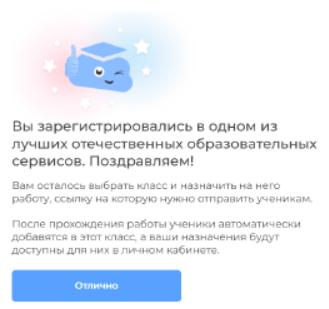 Вы зарегистрировались в одном из
лучших отечественных образовательных
сервисов. Поздравляем!
Вам осталось выбрать класс и назначить на него
работу, ссылку на которую нужно отправить ученикам.
После прохождения работы ученики автоматически
добавятся в этот класс, а ваши назначения будут
доступны для них в личном кабинете.
Отлично